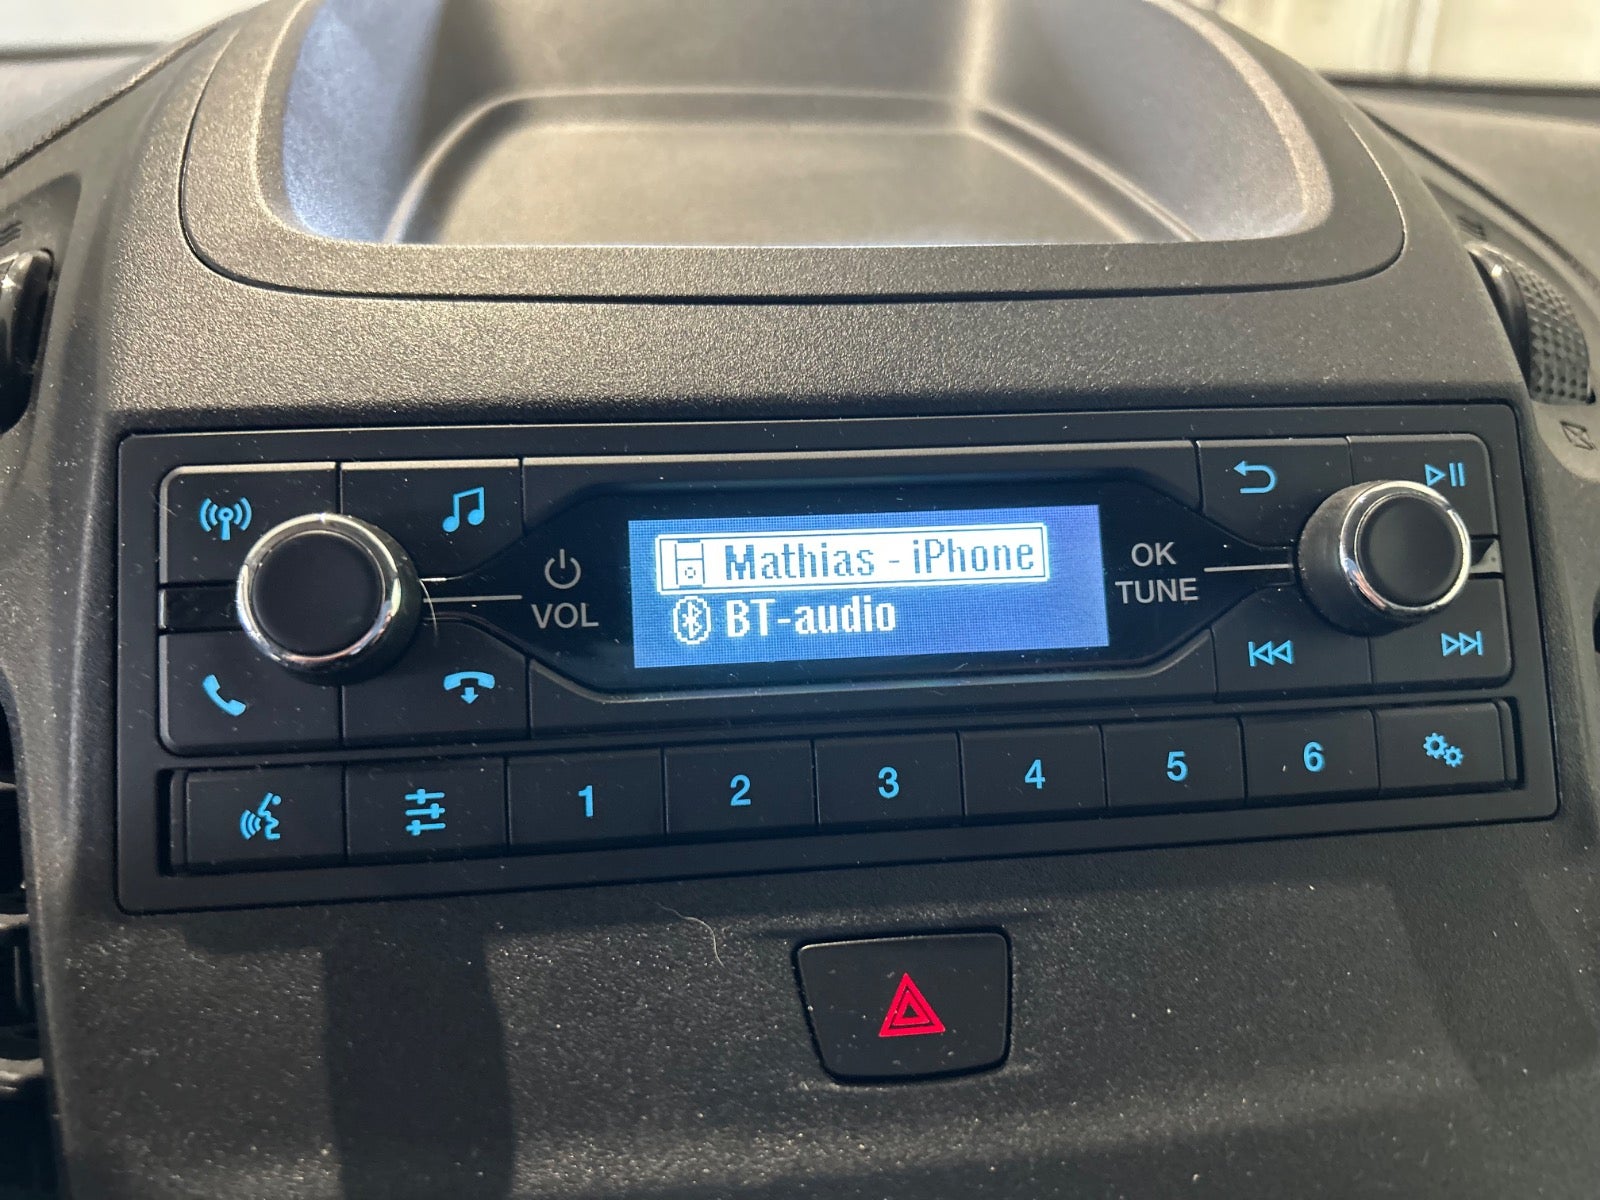 Mathias - iPhone
BT-audio
VOL
OK
TUNE
1
2
3
4
5
6